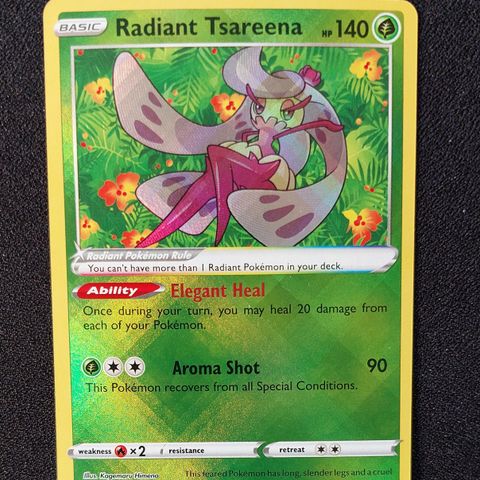 BASIC Radiant Tsareena HP 140
Radiant Pokémon Rule
You can't have more than 1 Radiant Pokémon in your deck.
Ability Elegant Heal
Once during your turn, you may heal 20 damage from
each of your Pokémon.
Aroma Shot 90
This Pokémon recovers from all Special Conditions.
weakness ×2 resistance retreat
Illus. Kagemaru Himeno
This feared Pokémon has long, slender legs and a cruel